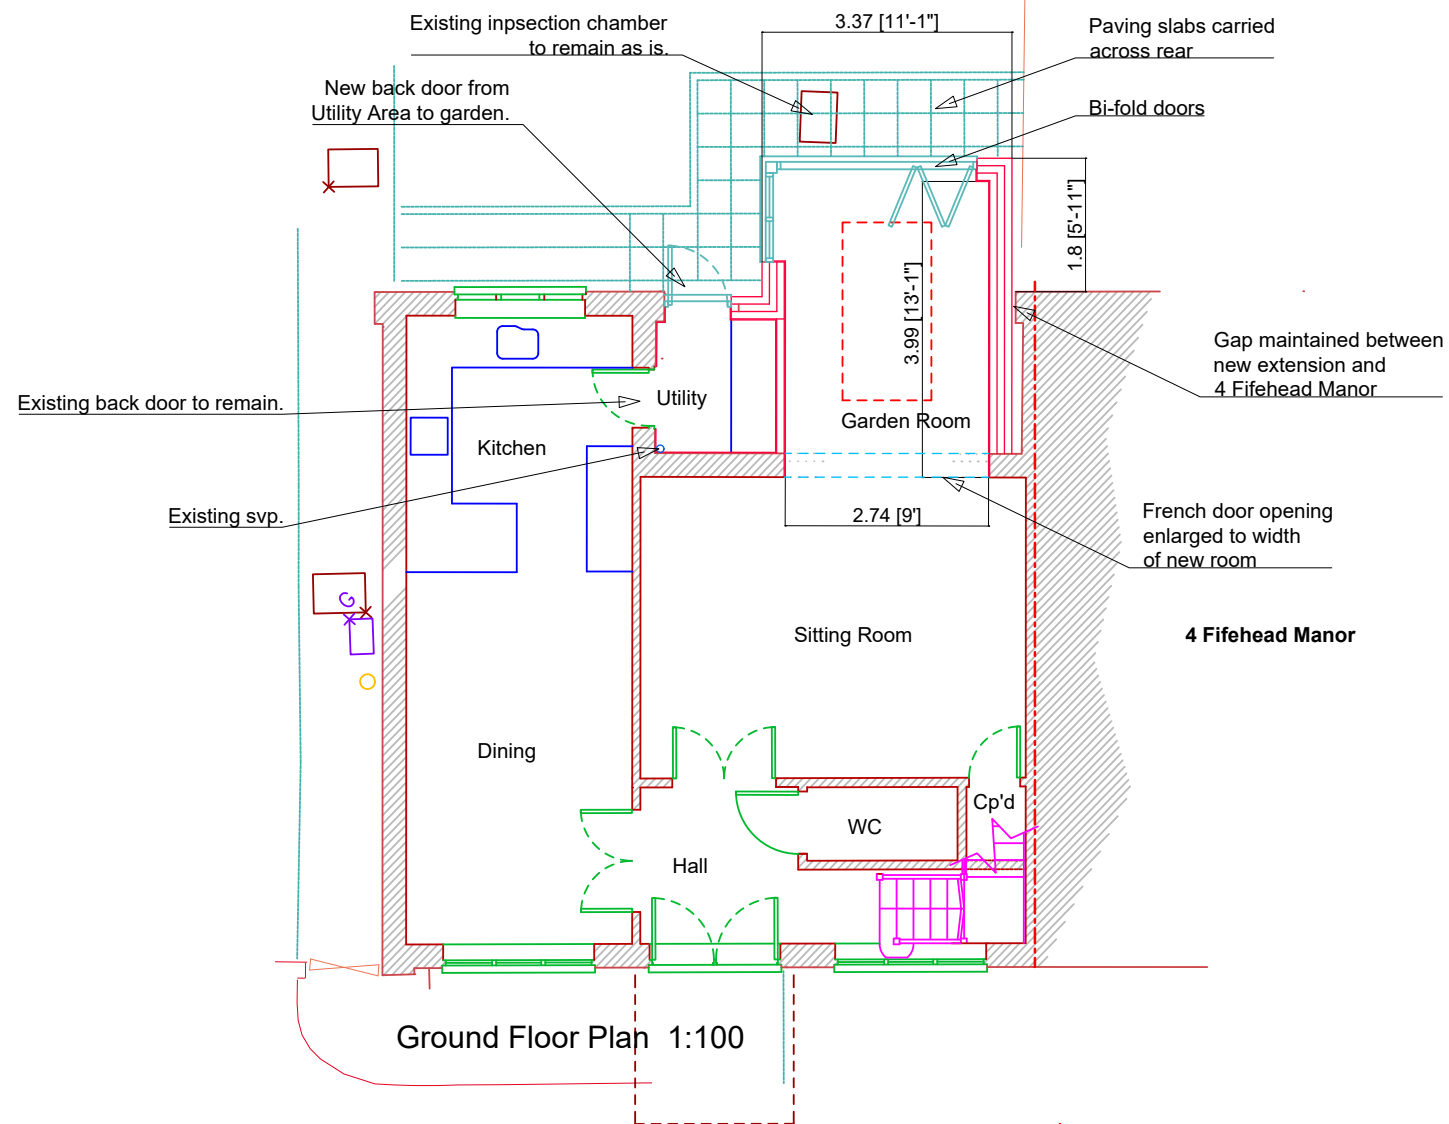 Existing inpsection chamber
to remain as is.
3.37 [11'-1"]
Paving slabs carried
across rear
New back door from
Utility Area to garden.
Bi-fold doors
1.8 [5'-11"]
3.99 [13'-1"]
Gap maintained between
new extension and
4 Fifehead Manor
Existing back door to remain.
Utility
Garden Room
Kitchen
Existing svp.
2.74 [9']
French door opening
enlarged to width
of new room
G
Sitting Room
4 Fifehead Manor
Dining
Cp'd
WC
Hall
Ground Floor Plan 1:100